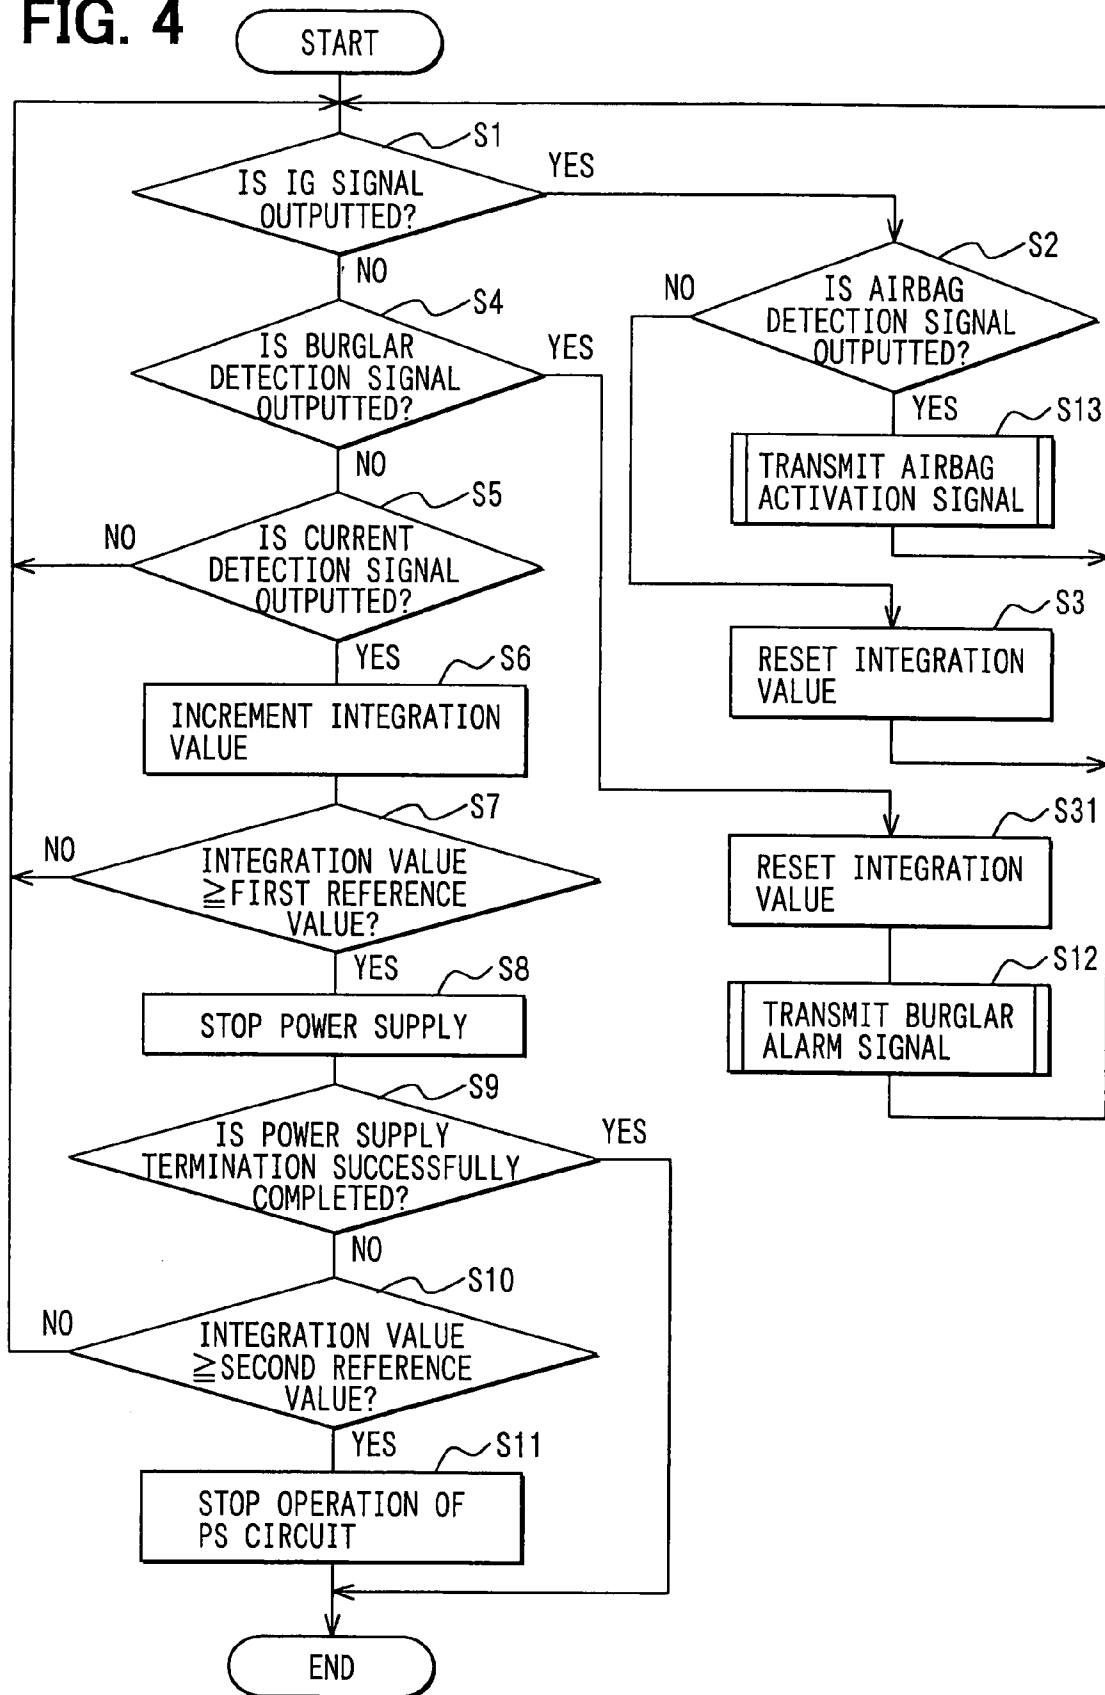 FIG. 4
START
S1
IS IG SIGNAL
OUTPUTTED?
YES
NO
S2
IS AIRBAG
DETECTION SIGNAL
OUTPUTTED?
NO
YES
S13
TRANSMIT AIRBAG
ACTIVATION SIGNAL
S4
IS BURGLAR
DETECTION SIGNAL
OUTPUTTED?
YES
NO
S5
IS CURRENT
DETECTION SIGNAL
OUTPUTTED?
NO
YES
S3
RESET INTEGRATION
VALUE
S6
INCREMENT INTEGRATION
VALUE
S7
INTEGRATION VALUE
≧FIRST REFERENCE
VALUE?
NO
YES
S31
RESET INTEGRATION
VALUE
S12
TRANSMIT BURGLAR
ALARM SIGNAL
S8
STOP POWER SUPPLY
S9
IS POWER SUPPLY
TERMINATION SUCCESSFULLY
COMPLETED?
YES
NO
S10
INTEGRATION VALUE
≧SECOND REFERENCE
VALUE?
NO
YES
S11
STOP OPERATION OF
PS CIRCUIT
END